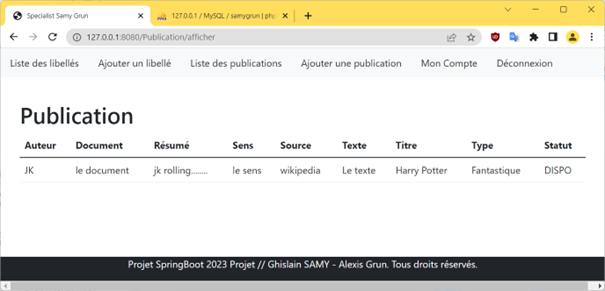 Specialist Samy Grun
127.0.0.1 / MySQL / samygrun | ph
127.0.0.1:8080/Publication/afficher
Liste des libellés Ajouter un libellé Liste des publications Ajouter une publication Mon Compte Déconnexion
Publication
Auteur Document Résumé Sens Source Texte Titre Type Statut
JK le document jk rolling........ le sens wikipedia Le texte Harry Potter Fantastique DISPO
Projet SpringBoot 2023 Projet // Ghislain SAMY - Alexis Grun. Tous droits réservés.